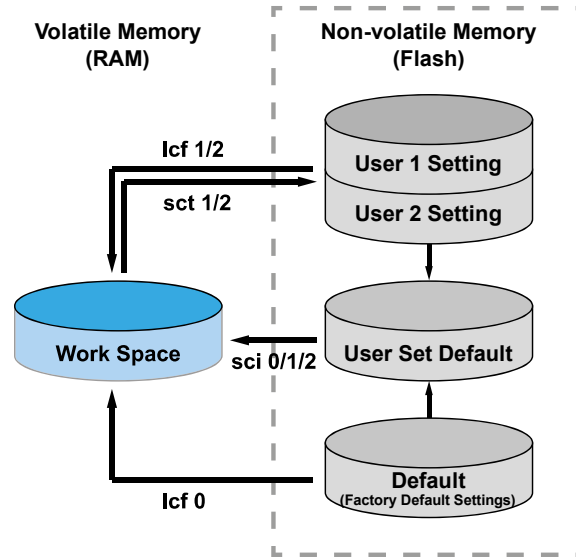 Volatile Memory
(RAM)
Non-volatile Memory
(Flash)
lcf 1/2
sct 1/2
User 1 Setting
User 2 Setting
Work Space
sci 0/1/2
User Set Default
lcf 0
Default
(Factory Default Settings)